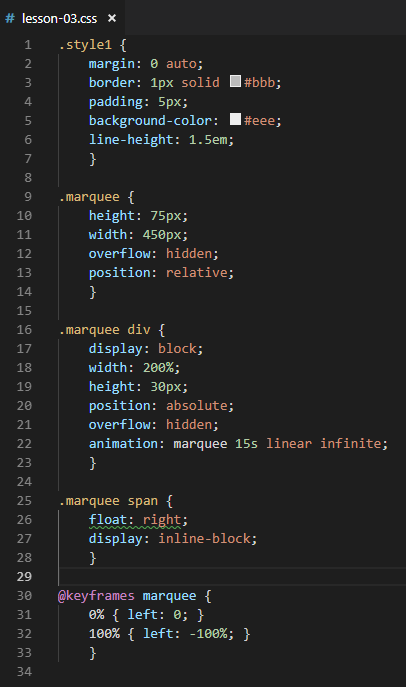 # lesson-03.css ×
1 .style1 {
2 margin: 0 auto;
3 border: 1px solid #bbb;
4 padding: 5px;
5 background-color: #eee;
6 line-height: 1.5em;
7 }
8
9 .marquee {
10 height: 75px;
11 width: 450px;
12 overflow: hidden;
13 position: relative;
14 }
15
16 .marquee div {
17 display: block;
18 width: 200%;
19 height: 30px;
20 position: absolute;
21 overflow: hidden;
22 animation: marquee 15s linear infinite;
23 }
24
25 .marquee span {
26 float: right;
27 display: inline-block;
28 }
29
30 @keyframes marquee {
31 0% { left: 0; }
32 100% { left: -100%; }
33 }
34